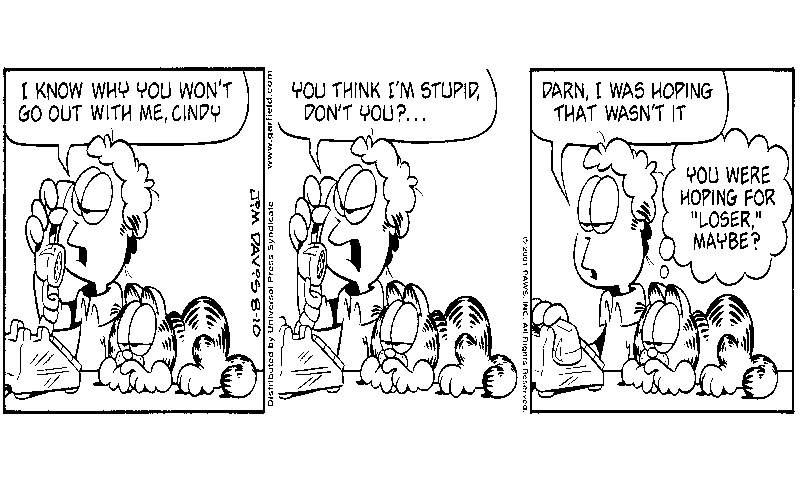 I KNOW WHY YOU WON'T
GO OUT WITH ME, CINDY
JIM DAVIS 8-10
www.garfield.com
Distributed by Universal Press Syndicate
YOU THINK I'M STUPID,
DON'T YOU?...
© 2001 PAWS, INC. All Rights Reserved.
DARN, I WAS HOPING
THAT WASN'T IT
YOU WERE
HOPING FOR
"LOSER,"
MAYBE?